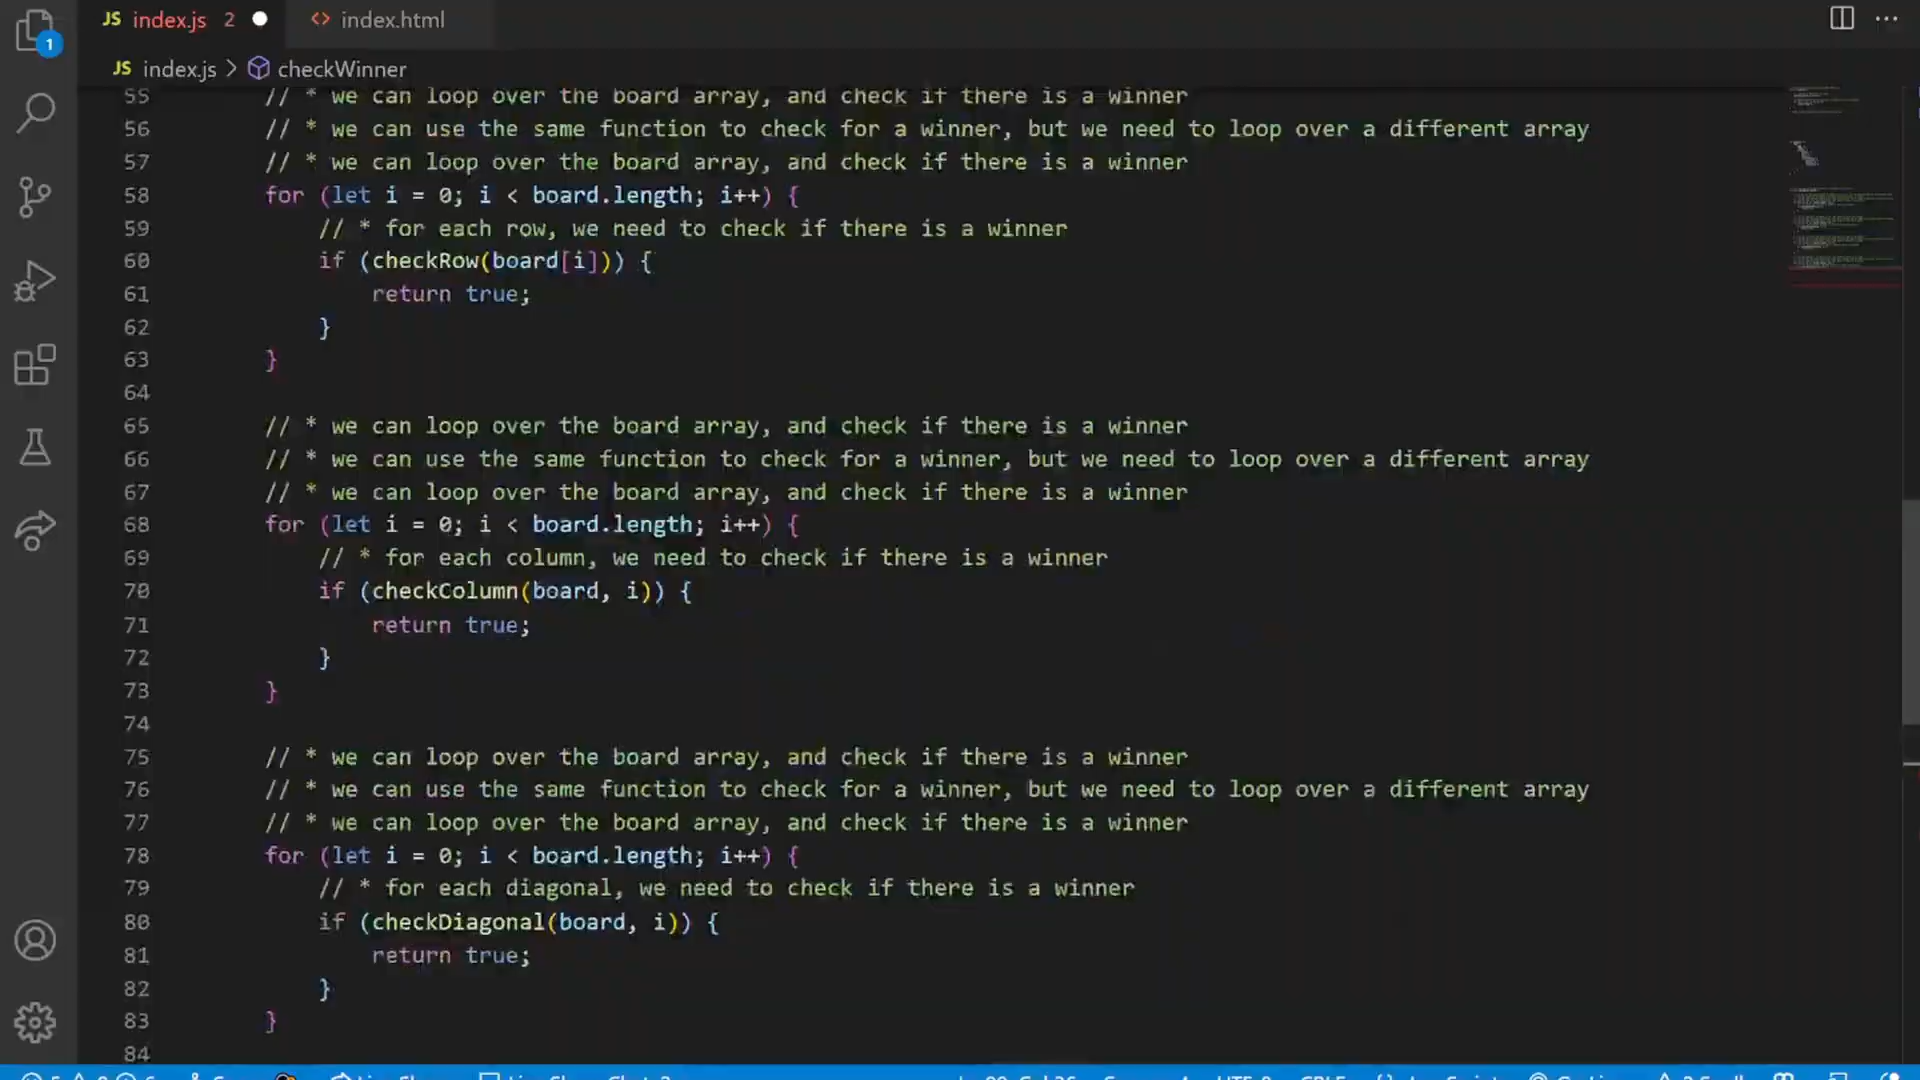 JS index.js 2 index.html
1
JS index.js > checkWinner
55 // * we can loop over the board array, and check if there is a winner
56 // * we can use the same function to check for a winner, but we need to loop over a different array
57 // * we can loop over the board array, and check if there is a winner
58 for (let i = 0; i < board.length; i++) {
59 // * for each row, we need to check if there is a winner
60 if (checkRow(board[i])) {
61 return true;
62 }
63 }
64
65 // * we can loop over the board array, and check if there is a winner
66 // * we can use the same function to check for a winner, but we need to loop over a different array
67 // * we can loop over the board array, and check if there is a winner
68 for (let i = 0; i < board.length; i++) {
69 // * for each column, we need to check if there is a winner
70 if (checkColumn(board, i)) {
71 return true;
72 }
73 }
74
75 // * we can loop over the board array, and check if there is a winner
76 // * we can use the same function to check for a winner, but we need to loop over a different array
77 // * we can loop over the board array, and check if there is a winner
78 for (let i = 0; i < board.length; i++) {
79 // * for each diagonal, we need to check if there is a winner
80 if (checkDiagonal(board, i)) {
81 return true;
82 }
83 }
84